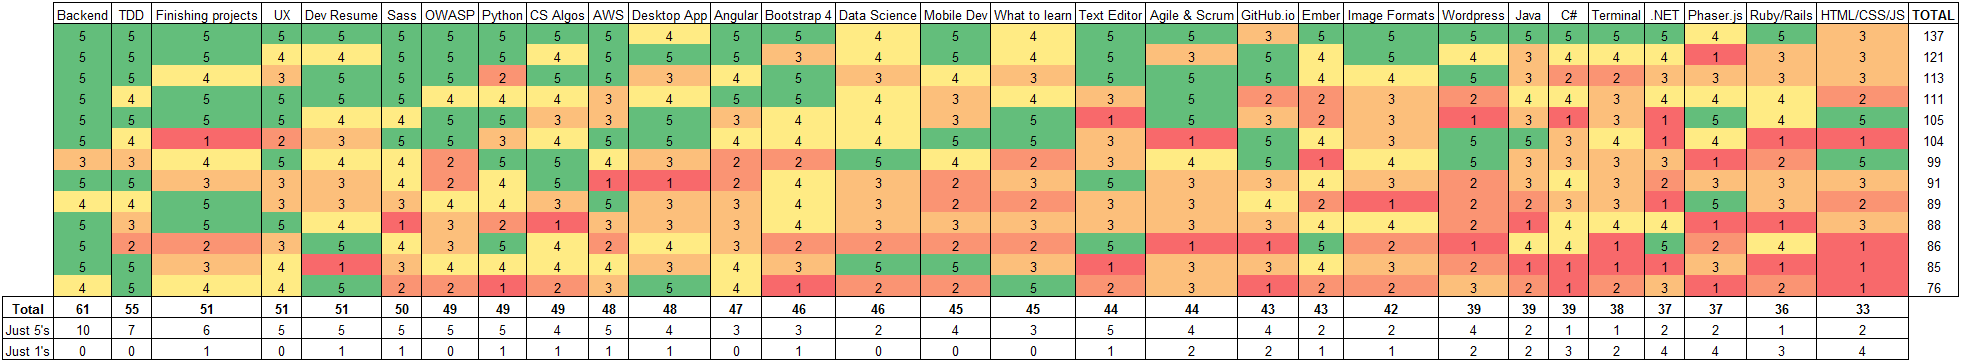 Backend TDD Finishing projects UX Dev Resume Sass OWASP Python CS Algos AWS Desktop App Angular Bootstrap 4 Data Science Mobile Dev What to learn Text Editor Agile & Scrum GitHub.io Ember Image Formats Wordpress Java C# Terminal .NET Phaser.js Ruby/Rails HTML/CSS/JS TOTAL
5 5 5 5 5 5 5 5 5 5 4 5 5 4 5 4 5 5 3 5 5 5 5 5 5 5 4 5 3 137
5 5 5 4 4 5 5 5 4 5 5 5 3 4 5 4 5 3 5 4 5 4 3 4 4 4 1 3 3 121
5 5 4 3 5 5 5 2 5 5 3 4 5 3 4 3 5 5 5 4 4 5 3 2 2 3 3 3 3 113
5 4 5 5 5 5 4 4 4 3 4 5 5 4 3 4 3 5 2 2 3 2 4 4 3 4 4 4 2 111
5 5 5 5 4 4 5 5 3 3 5 3 4 4 3 5 1 5 3 2 3 1 3 1 3 1 5 4 5 105
5 4 1 2 3 5 5 3 4 5 5 4 4 4 5 5 3 1 5 4 3 5 5 3 4 1 4 1 1 104
3 3 4 5 4 4 2 5 5 4 3 2 2 5 4 2 3 4 5 1 4 5 3 3 3 3 1 2 5 99
5 5 3 3 3 4 2 4 5 1 1 2 4 3 2 3 5 3 3 4 3 2 3 4 3 2 3 3 3 91
4 4 5 3 3 3 4 4 3 5 3 3 4 3 2 2 3 3 4 2 1 2 2 3 3 1 5 3 2 89
5 3 5 5 4 1 3 2 1 3 3 3 4 3 3 3 3 3 3 4 4 2 1 4 4 4 1 1 3 88
5 2 2 3 5 4 3 5 4 2 4 3 2 2 2 2 5 1 1 5 2 1 4 4 1 5 2 4 1 86
5 5 3 4 1 3 4 4 4 4 3 4 3 5 5 3 1 3 3 4 3 2 1 1 1 1 3 1 1 85
4 5 4 4 5 2 2 1 2 3 5 4 1 2 2 5 2 3 1 2 2 3 2 1 2 3 1 2 1 76
Total 61 55 51 51 51 50 49 49 49 48 48 47 46 46 45 45 44 44 43 43 42 39 39 39 38 37 37 36 33
Just 5's 10 7 6 5 5 5 5 5 4 5 4 3 3 2 4 3 5 4 4 2 2 4 2 1 1 2 2 1 2
Just 1's 0 0 1 0 1 1 0 1 1 1 1 0 1 0 0 0 1 2 2 1 1 2 2 3 2 4 4 3 4